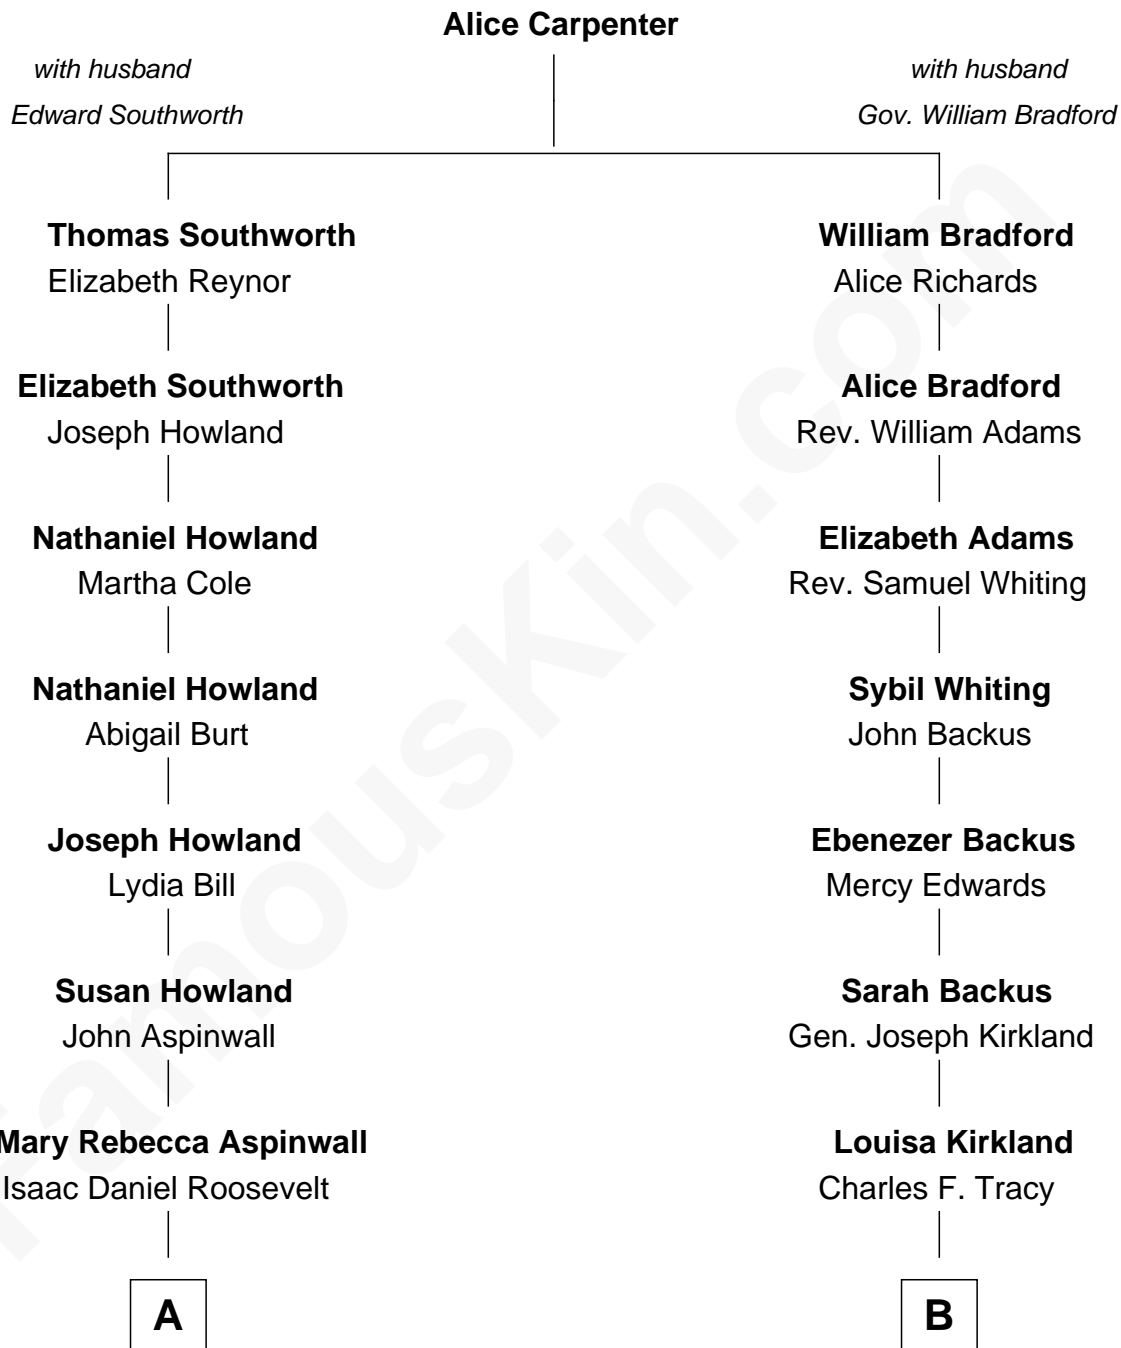 Alice Carpenter
with husband
Edward Southworth
with husband
Gov. William Bradford
Thomas Southworth
Elizabeth Reynor
William Bradford
Alice Richards
Elizabeth Southworth
Joseph Howland
Alice Bradford
Rev. William Adams
Nathaniel Howland
Martha Cole
Elizabeth Adams
Rev. Samuel Whiting
Nathaniel Howland
Abigail Burt
Sybil Whiting
John Backus
Joseph Howland
Lydia Bill
Ebenezer Backus
Mercy Edwards
Susan Howland
John Aspinwall
Sarah Backus
Gen. Joseph Kirkland
Mary Rebecca Aspinwall
Isaac Daniel Roosevelt
Louisa Kirkland
Charles F. Tracy
A
B
FamousKin.com